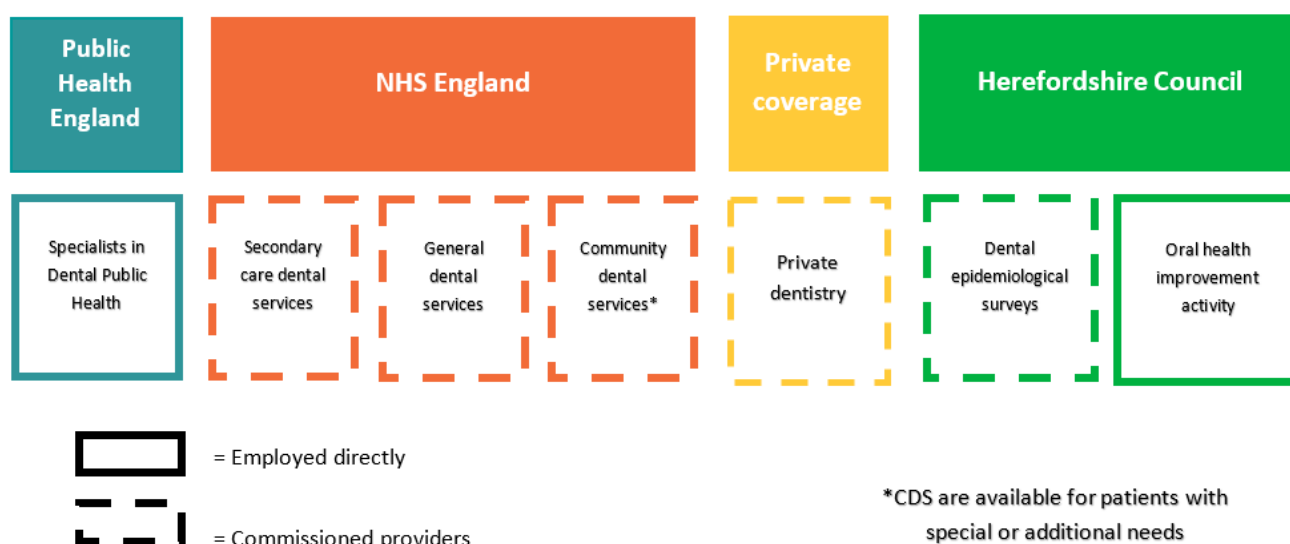 Public
Health
England
NHS England
Private
coverage
Herefordshire Council
Specialists in
Dental Public
Health
Secondary
care dental
services
General
dental
services
Community
dental
services*
Private
dentistry
Dental
epidemiological
surveys
Oral health
improvement
activity
= Employed directly
= Commissioned providers
*CDS are available for patients with
special or additional needs